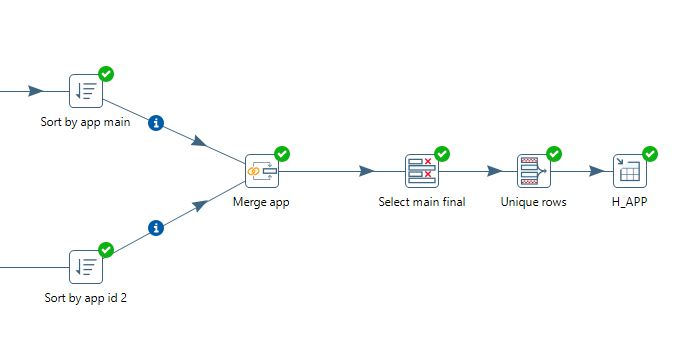 Sort by app main
Merge app
Select main final
Unique rows
H_APP
Sort by app id 2